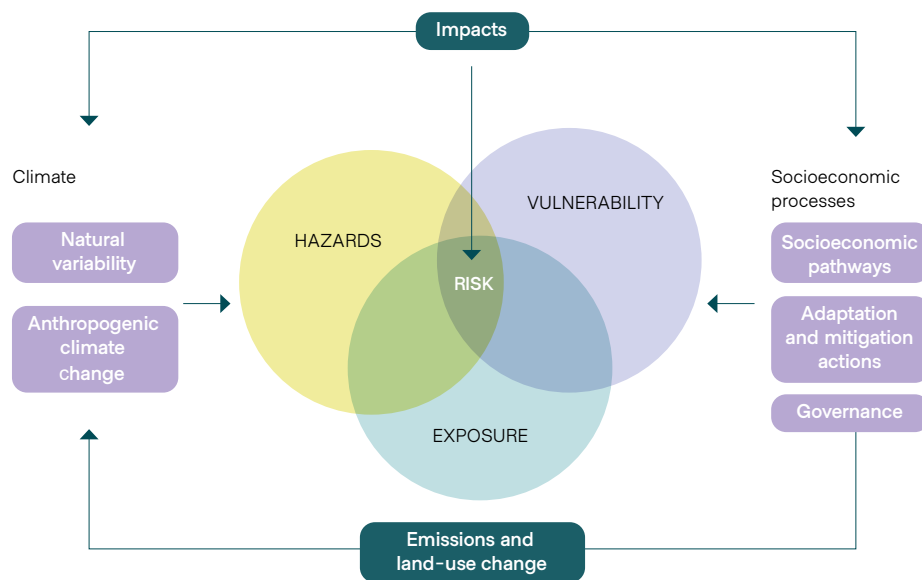 Impacts
Climate
Natural
variability
Anthropogenic
climate
change
HAZARDS
VULNERABILITY
RISK
EXPOSURE
Socioeconomic
processes
Socioeconomic
pathways
Adaptation
and mitigation
actions
Governance
Emissions and
land-use change